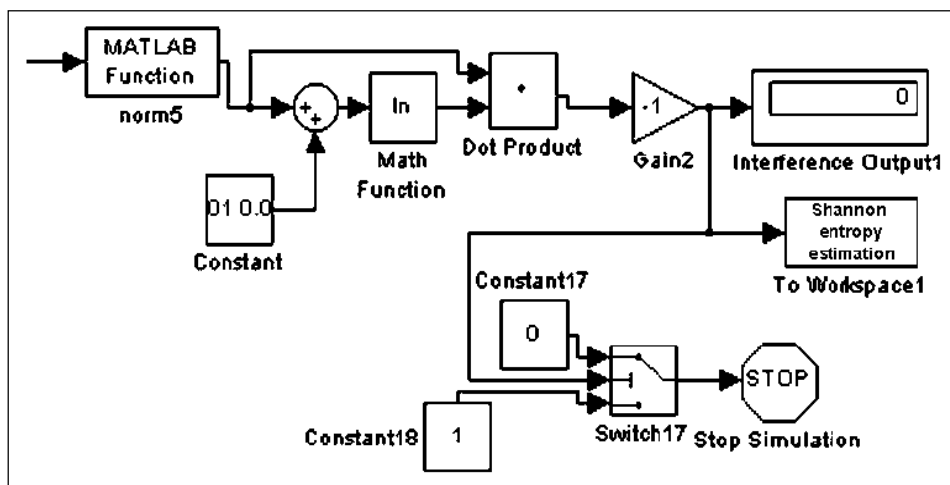 MATLAB
Function
norm5
+
+
ln
Math
Function
Dot Product
-1
Gain2
0
Interference Output1
01 0.0
Constant
Shannon
entropy
estimation
To Workspace1
Constant17
0
Switch17
STOP
Stop Simulation
Constant18
1